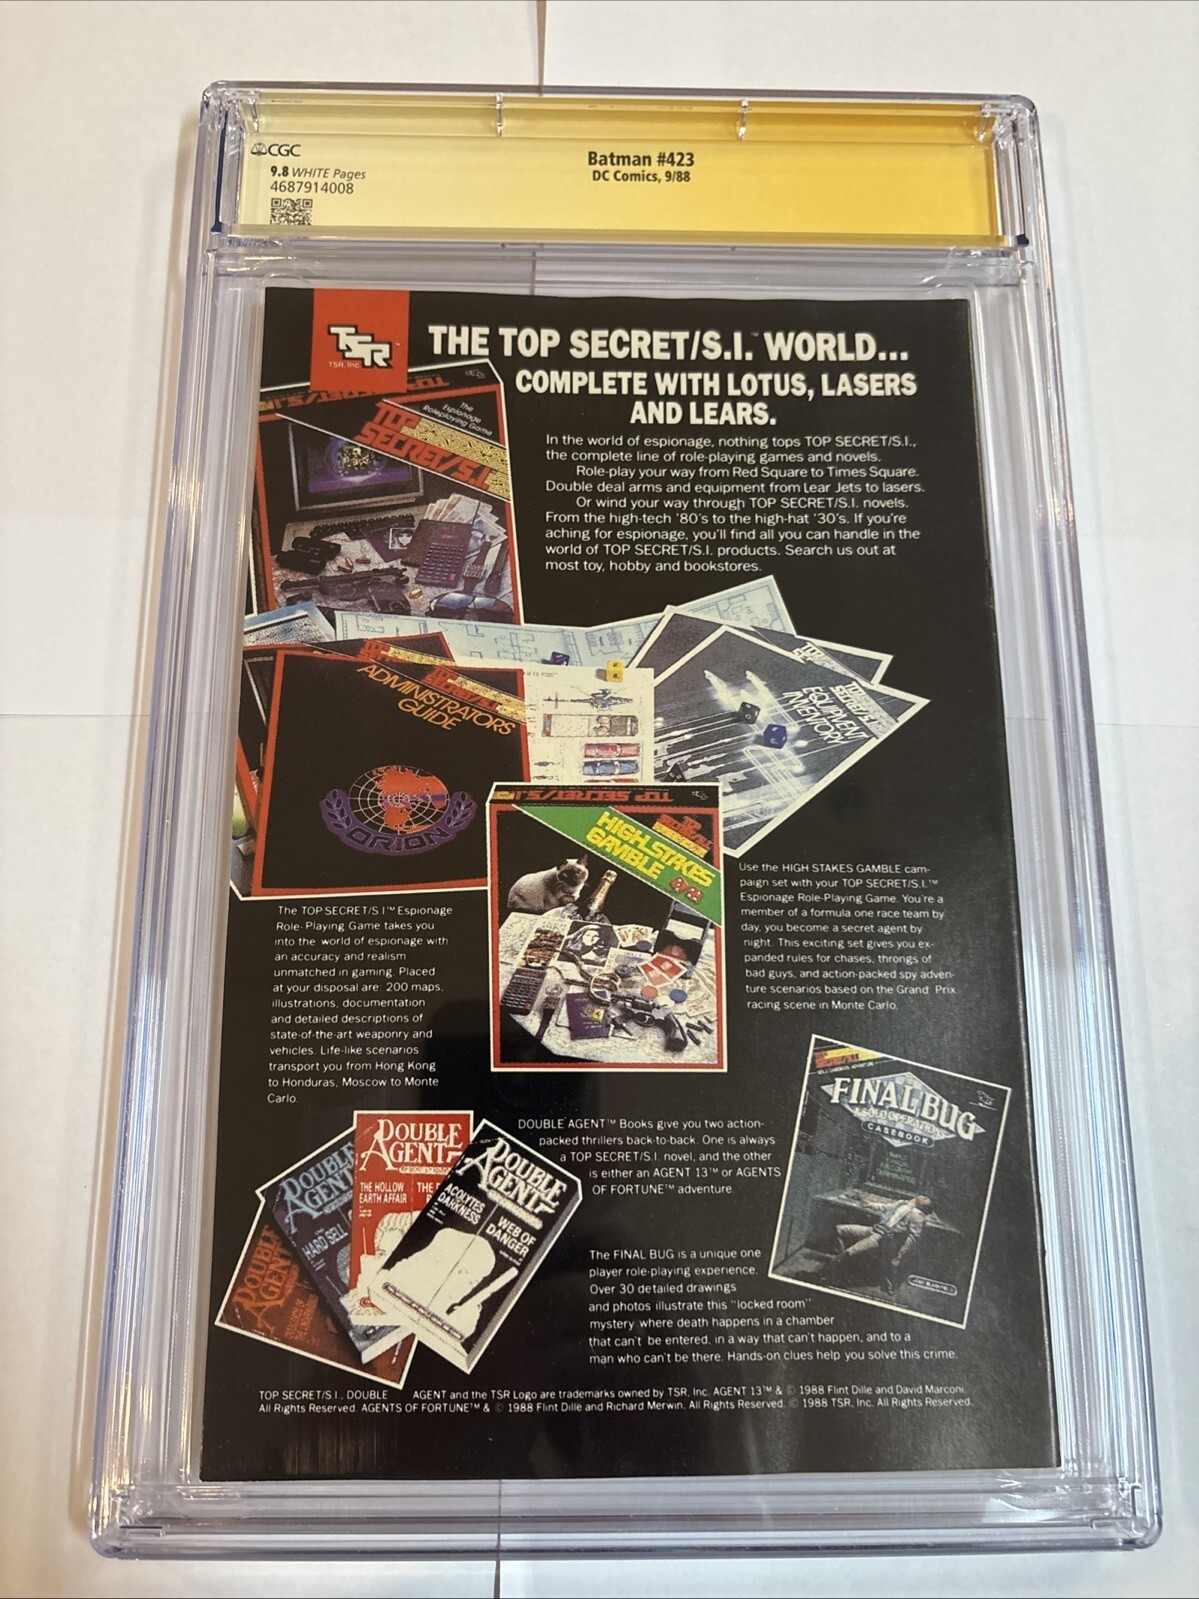 CGC
9.8 WHITE Pages
4687914008
Batman #423
DC Comics, 9/88
TSR
TSR, Inc.
THE TOP SECRET/S.I.™ WORLD...
COMPLETE WITH LOTUS, LASERS
AND LEARS.
In the world of espionage, nothing tops TOP SECRET/S.I.,
the complete line of role-playing games and novels.
Role-play your way from Red Square to Times Square.
Double deal arms and equipment from Lear Jets to lasers.
Or wind your way through TOP SECRET/S.I. novels.
From the high-tech '80's to the high-hat '30's. If you're
aching for espionage, you'll find all you can handle in the
world of TOP SECRET/S.I. products. Search us out at
most toy, hobby and bookstores.
TOP SECRET/S.I.
The
Espionage
Roleplaying Game
TOP
SECRET/S.I.
ADMINISTRATORS
GUIDE
ORION
TOP
SECRET/S.I.
EQUIPMENT
INVENTORY
TOP SECRET/S.I.
HIGH STAKES
GAMBLE
Use the HIGH STAKES GAMBLE cam-
paign set with your TOP SECRET/S.I.™
Espionage Role-Playing Game. You're a
member of a formula one race team by
day, you become a secret agent by
night. This exciting set gives you ex-
panded rules for chases, throngs of
bad guys, and action-packed spy adven-
ture scenarios based on the Grand Prix
racing scene in Monte Carlo.
The TOP SECRET/S.I.™ Espionage
Role-Playing Game takes you
into the world of espionage with
an accuracy and realism
unmatched in gaming. Placed
at your disposal are: 200 maps,
illustrations, documentation
and detailed descriptions of
state-of-the-art weaponry and
vehicles. Life-like scenarios
transport you from Hong Kong
to Honduras, Moscow to Monte
Carlo.
DOUBLE AGENT™ Books give you two action-
packed thrillers back-to-back. One is always
a TOP SECRET/S.I. novel, and the other
is either an AGENT 13™ or AGENTS
OF FORTUNE™ adventure.
FINAL BUG
A SOLO OPERATIONS
CASEBOOK
DOUBLE
AGENT
DOUBLE
AGENT
HARD SELL
DOUBLE
AGENT
THE HOLLOW
EARTH AFFAIR
DOUBLE
AGENT
ACOLYTES
DARKNESS
WEB OF
DANGER
The FINAL BUG is a unique one
player role-playing experience.
Over 30 detailed drawings
and photos illustrate this "locked room"
mystery where death happens in a chamber
that can't be entered, in a way that can't happen, and to a
man who can't be there. Hands-on clues help you solve this crime.
TOP SECRET/S.I., DOUBLE AGENT and the TSR Logo are trademarks owned by TSR, Inc. AGENT 13™ & © 1988 Flint Dille and David Marconi.
All Rights Reserved. AGENTS OF FORTUNE™ & © 1988 Flint Dille and Richard Merwin. All Rights Reserved. © 1988 TSR, Inc. All Rights Reserved.